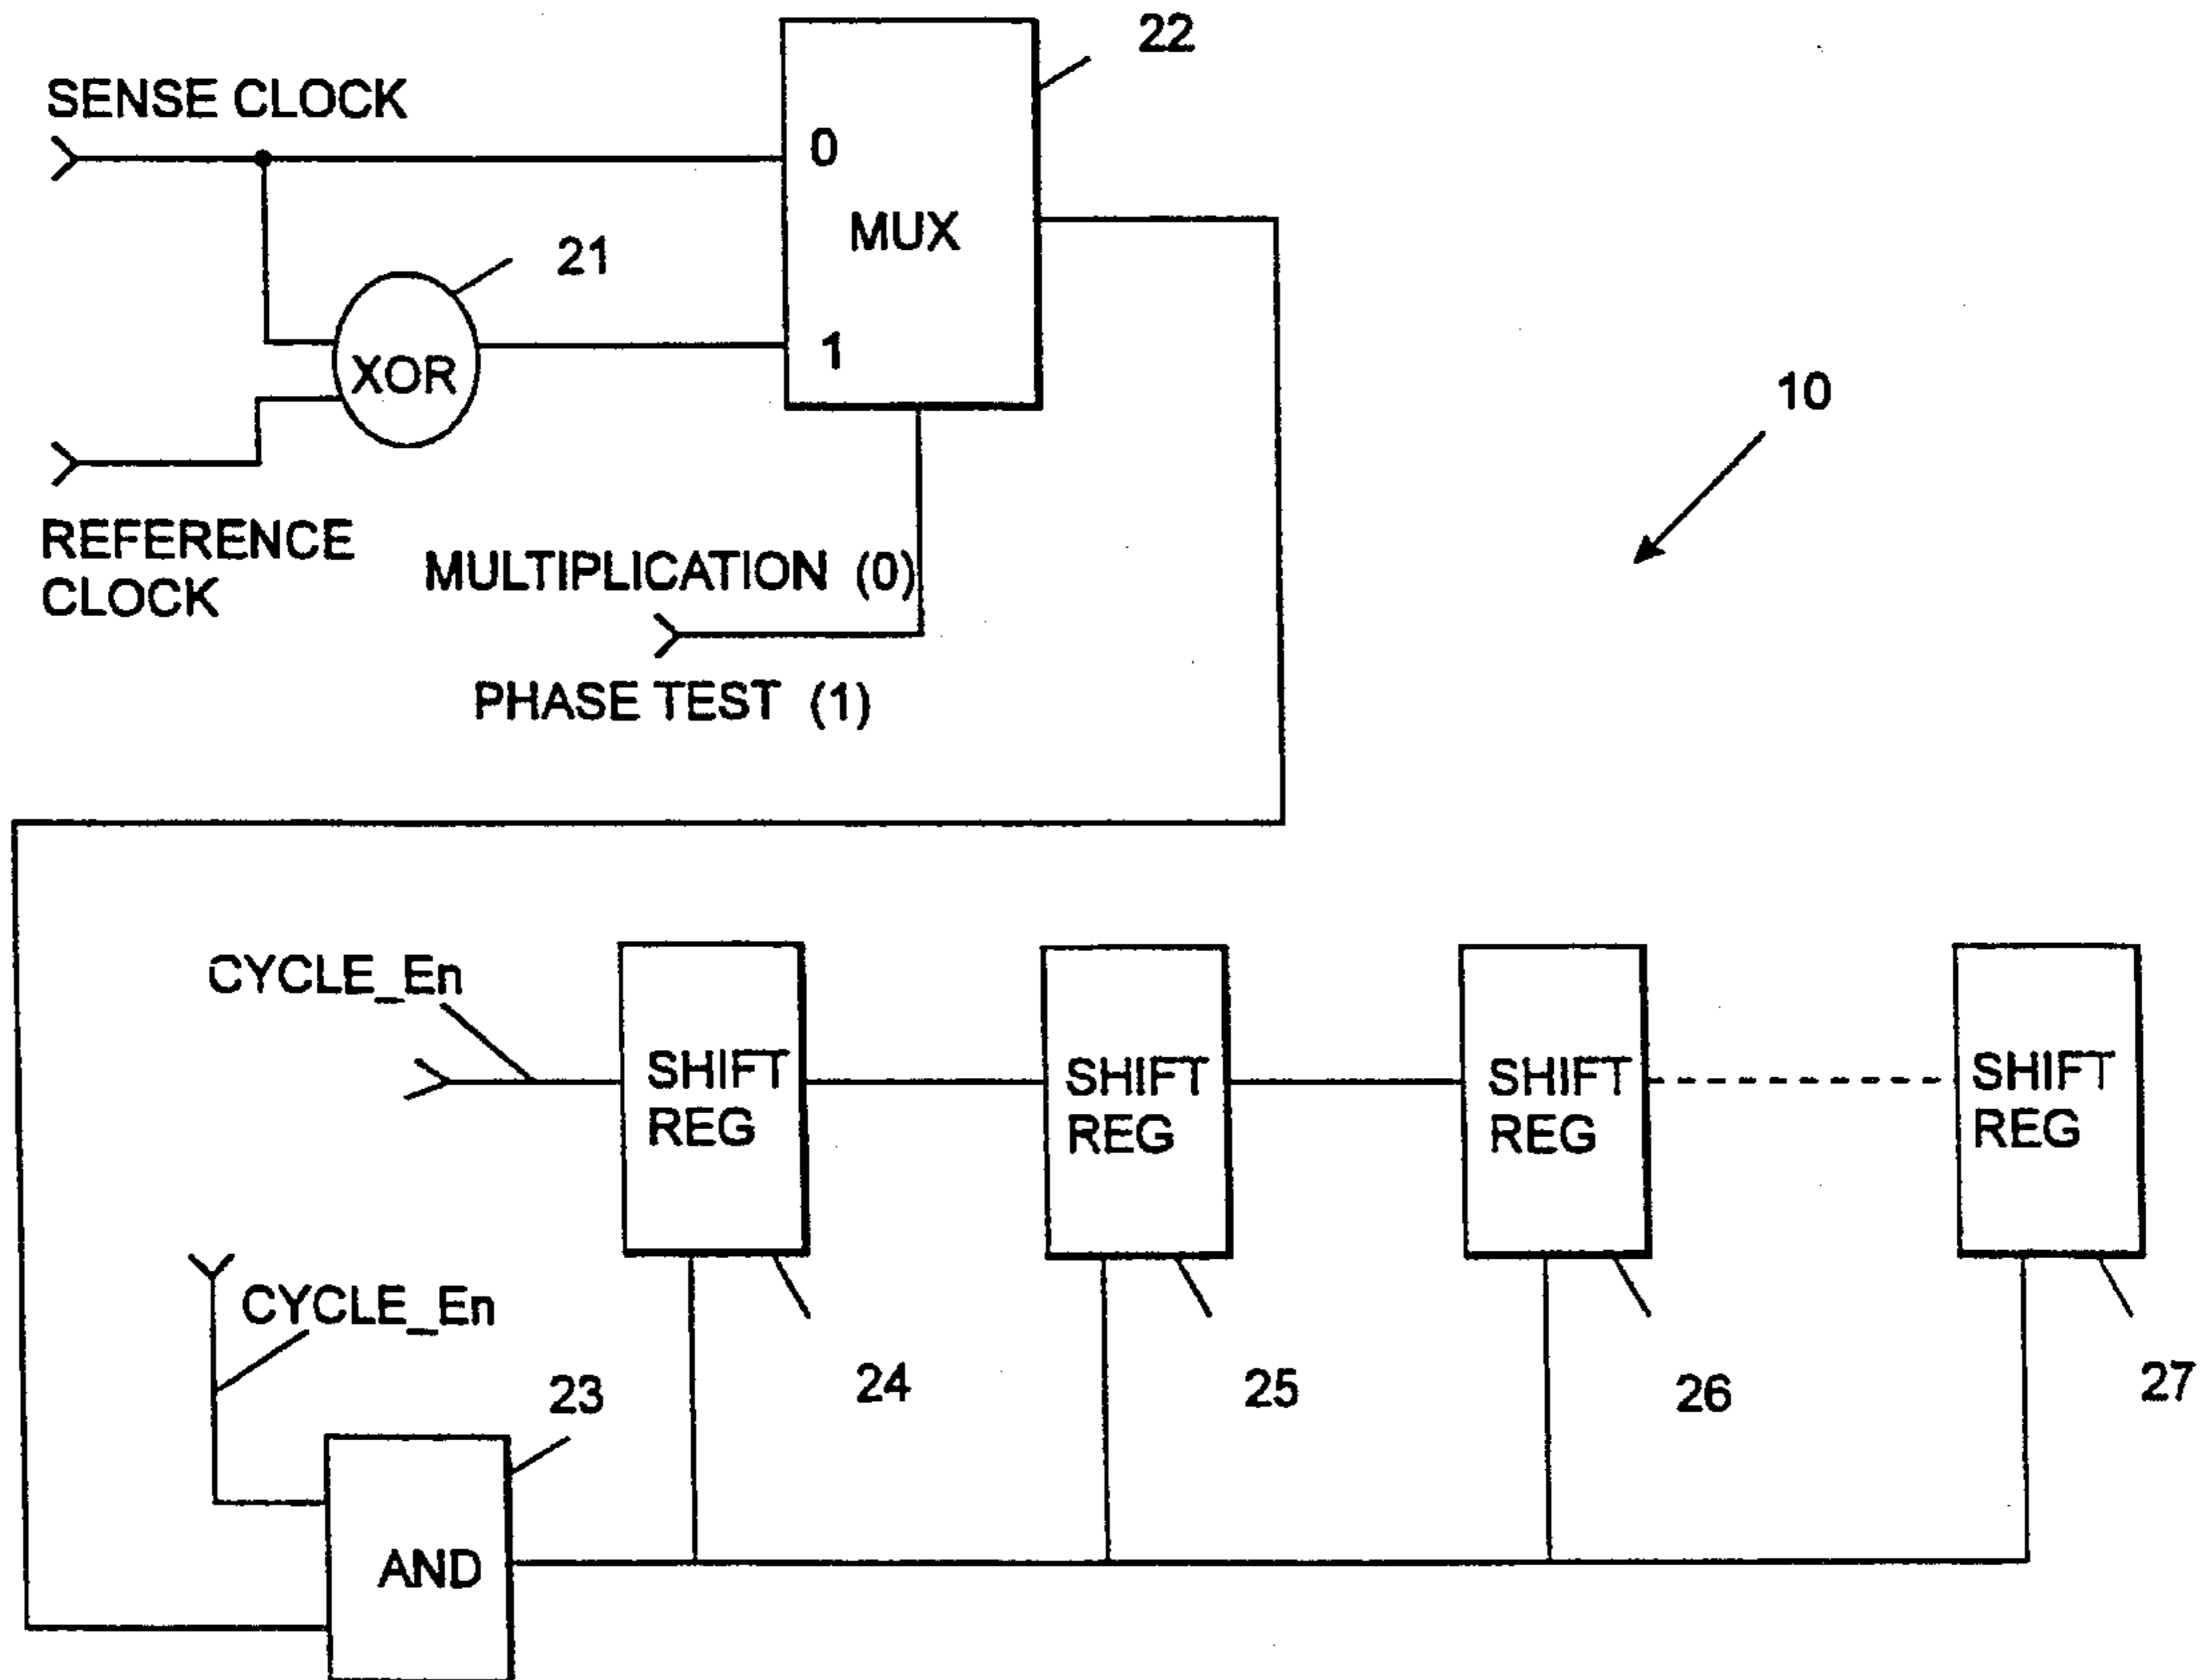 22
SENSE CLOCK
0
MUX
21
1
XOR
10
REFERENCE
CLOCK
MULTIPLICATION (0)
PHASE TEST (1)
CYCLE_En
SHIFT
REG
SHIFT
REG
SHIFT
REG
SHIFT
REG
CYCLE_En
23
24
25
26
27
AND